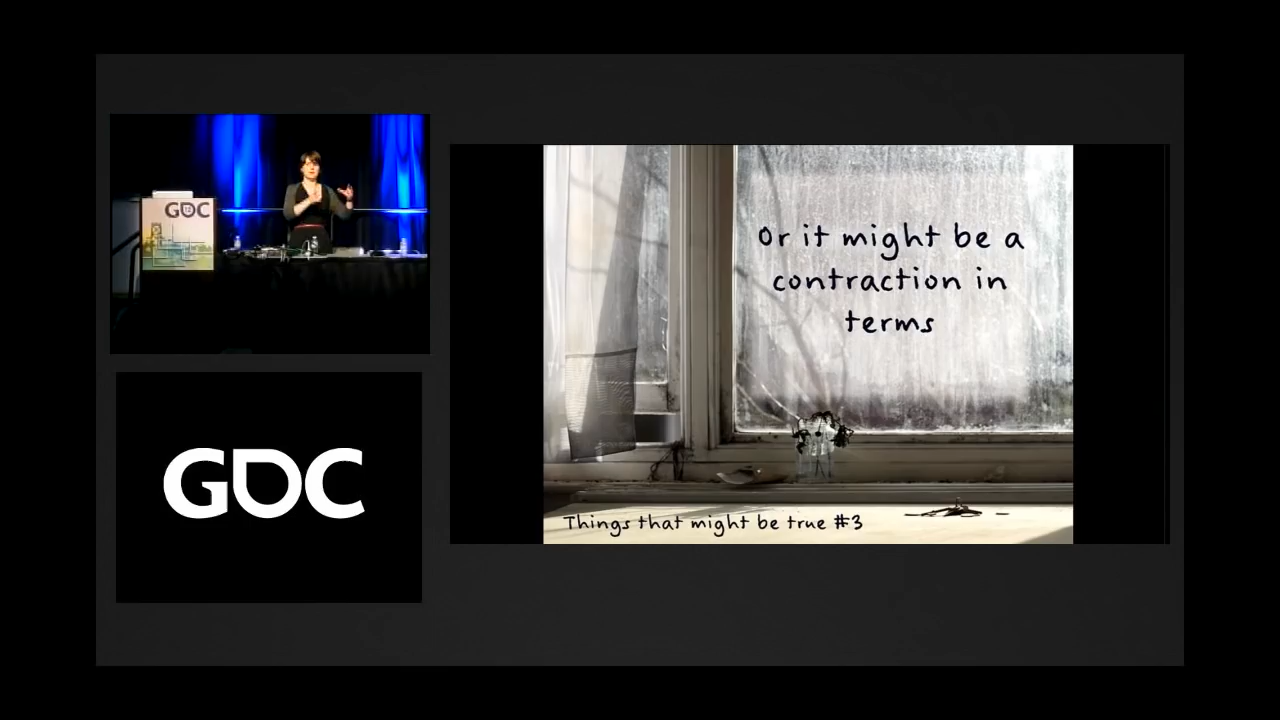 GDC
GDC
Or it might be a
contraction in
terms
Things that might be true #3